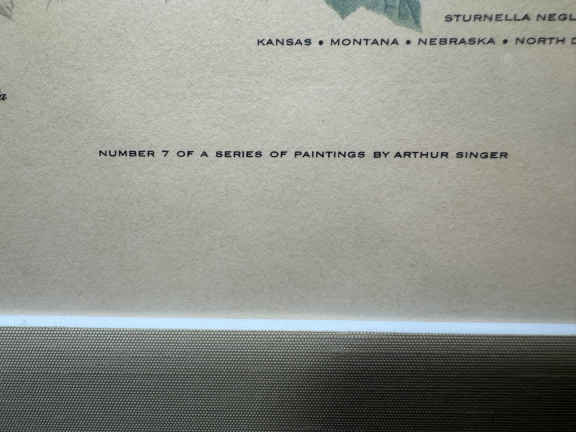 STURNELLA
KANSAS • MONTANA • NEBRASKA • NORTH
NUMBER 7 OF A SERIES OF PAINTINGS BY ARTHUR SINGER